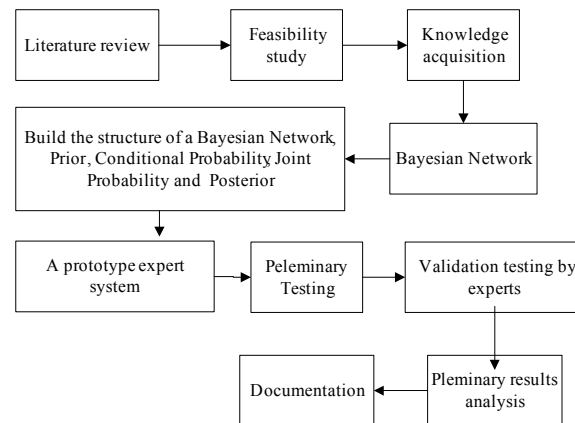 Literature review
Feasibility
study
Knowledge
acquisition
Build the structure of a Bayesian Network,
Prior, Conditional Probability, Joint
Probability and Posterior
Bayesian Network
A prototype expert
system
Peleminary
Testing
Validation testing by
experts
Documentation
Pleminary results
analysis